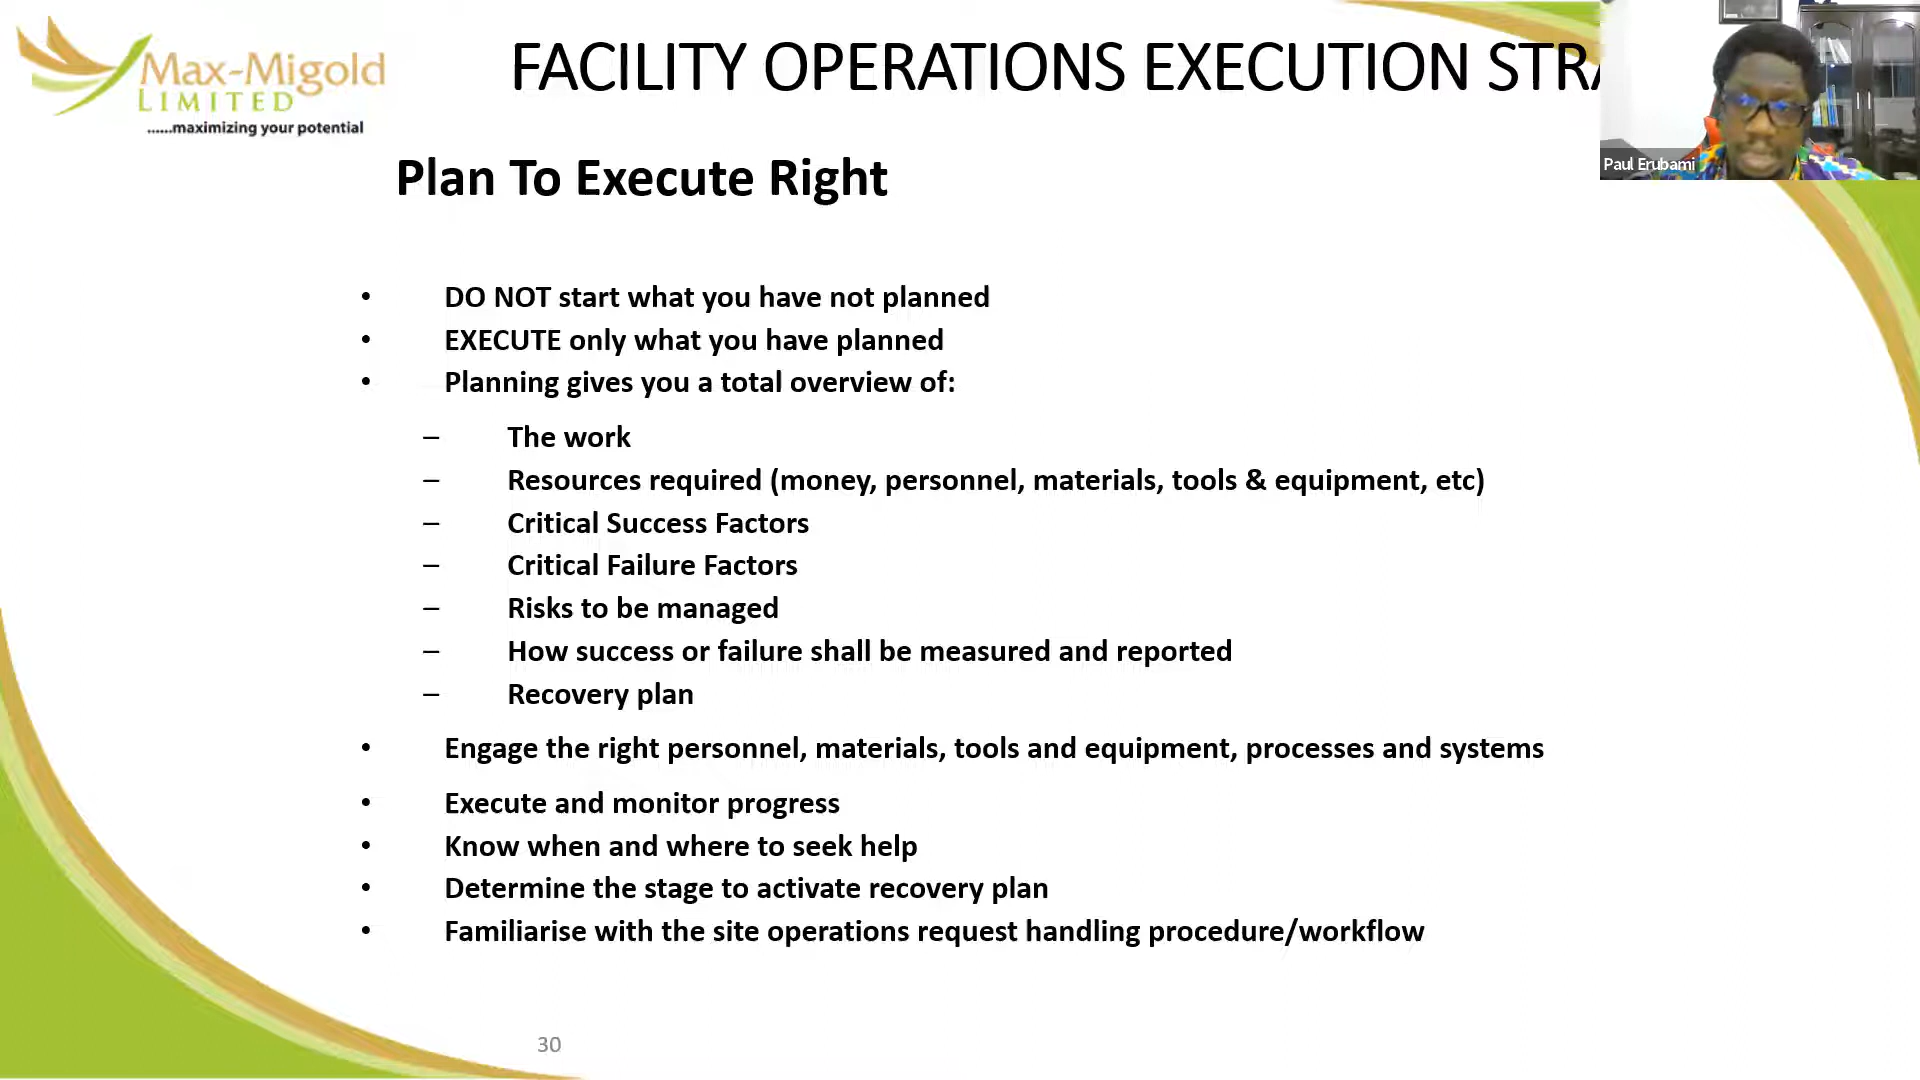 Max-Migold
LIMITED
......maximizing your potential
FACILITY OPERATIONS EXECUTION
Paul Erubami
Plan To Execute Right
• DO NOT start what you have not planned
• EXECUTE only what you have planned
• Planning gives you a total overview of:
– The work
– Resources required (money, personnel, materials, tools & equipment, etc)
– Critical Success Factors
– Critical Failure Factors
– Risks to be managed
– How success or failure shall be measured and reported
– Recovery plan
• Engage the right personnel, materials, tools and equipment, processes and systems
• Execute and monitor progress
• Know when and where to seek help
• Determine the stage to activate recovery plan
• Familiarise with the site operations request handling procedure/workflow
30